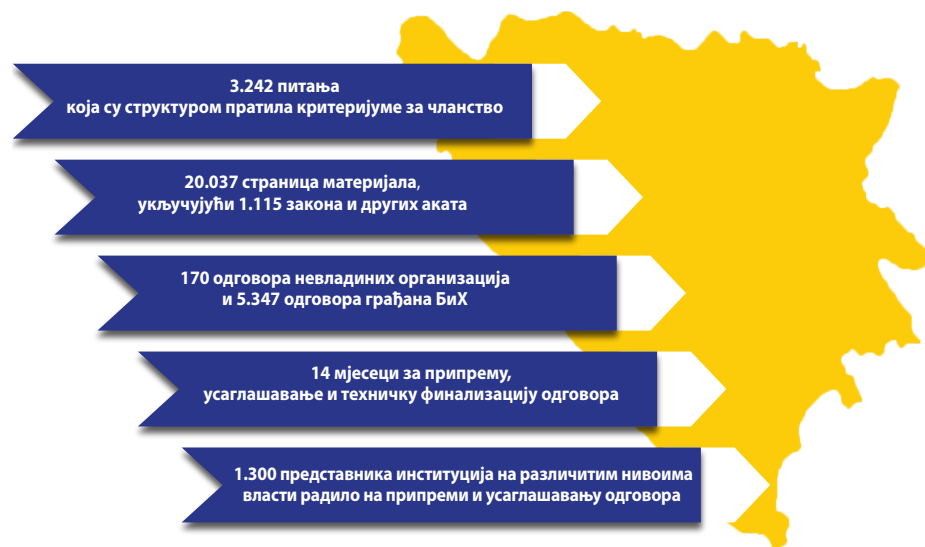 3.242 питања
која су структуром пратила критеријуме за чланство
20.037 страница материјала,
укључујући 1.115 закона и других аката
170 одговора невладиних организација
и 5.347 одговора грађана БиХ
14 мјесеци за припрему,
усаглашавање и техничку финализацију одговора
1.300 представника институција на различитим нивоима
власти радило на припреми и усаглашавању одговора